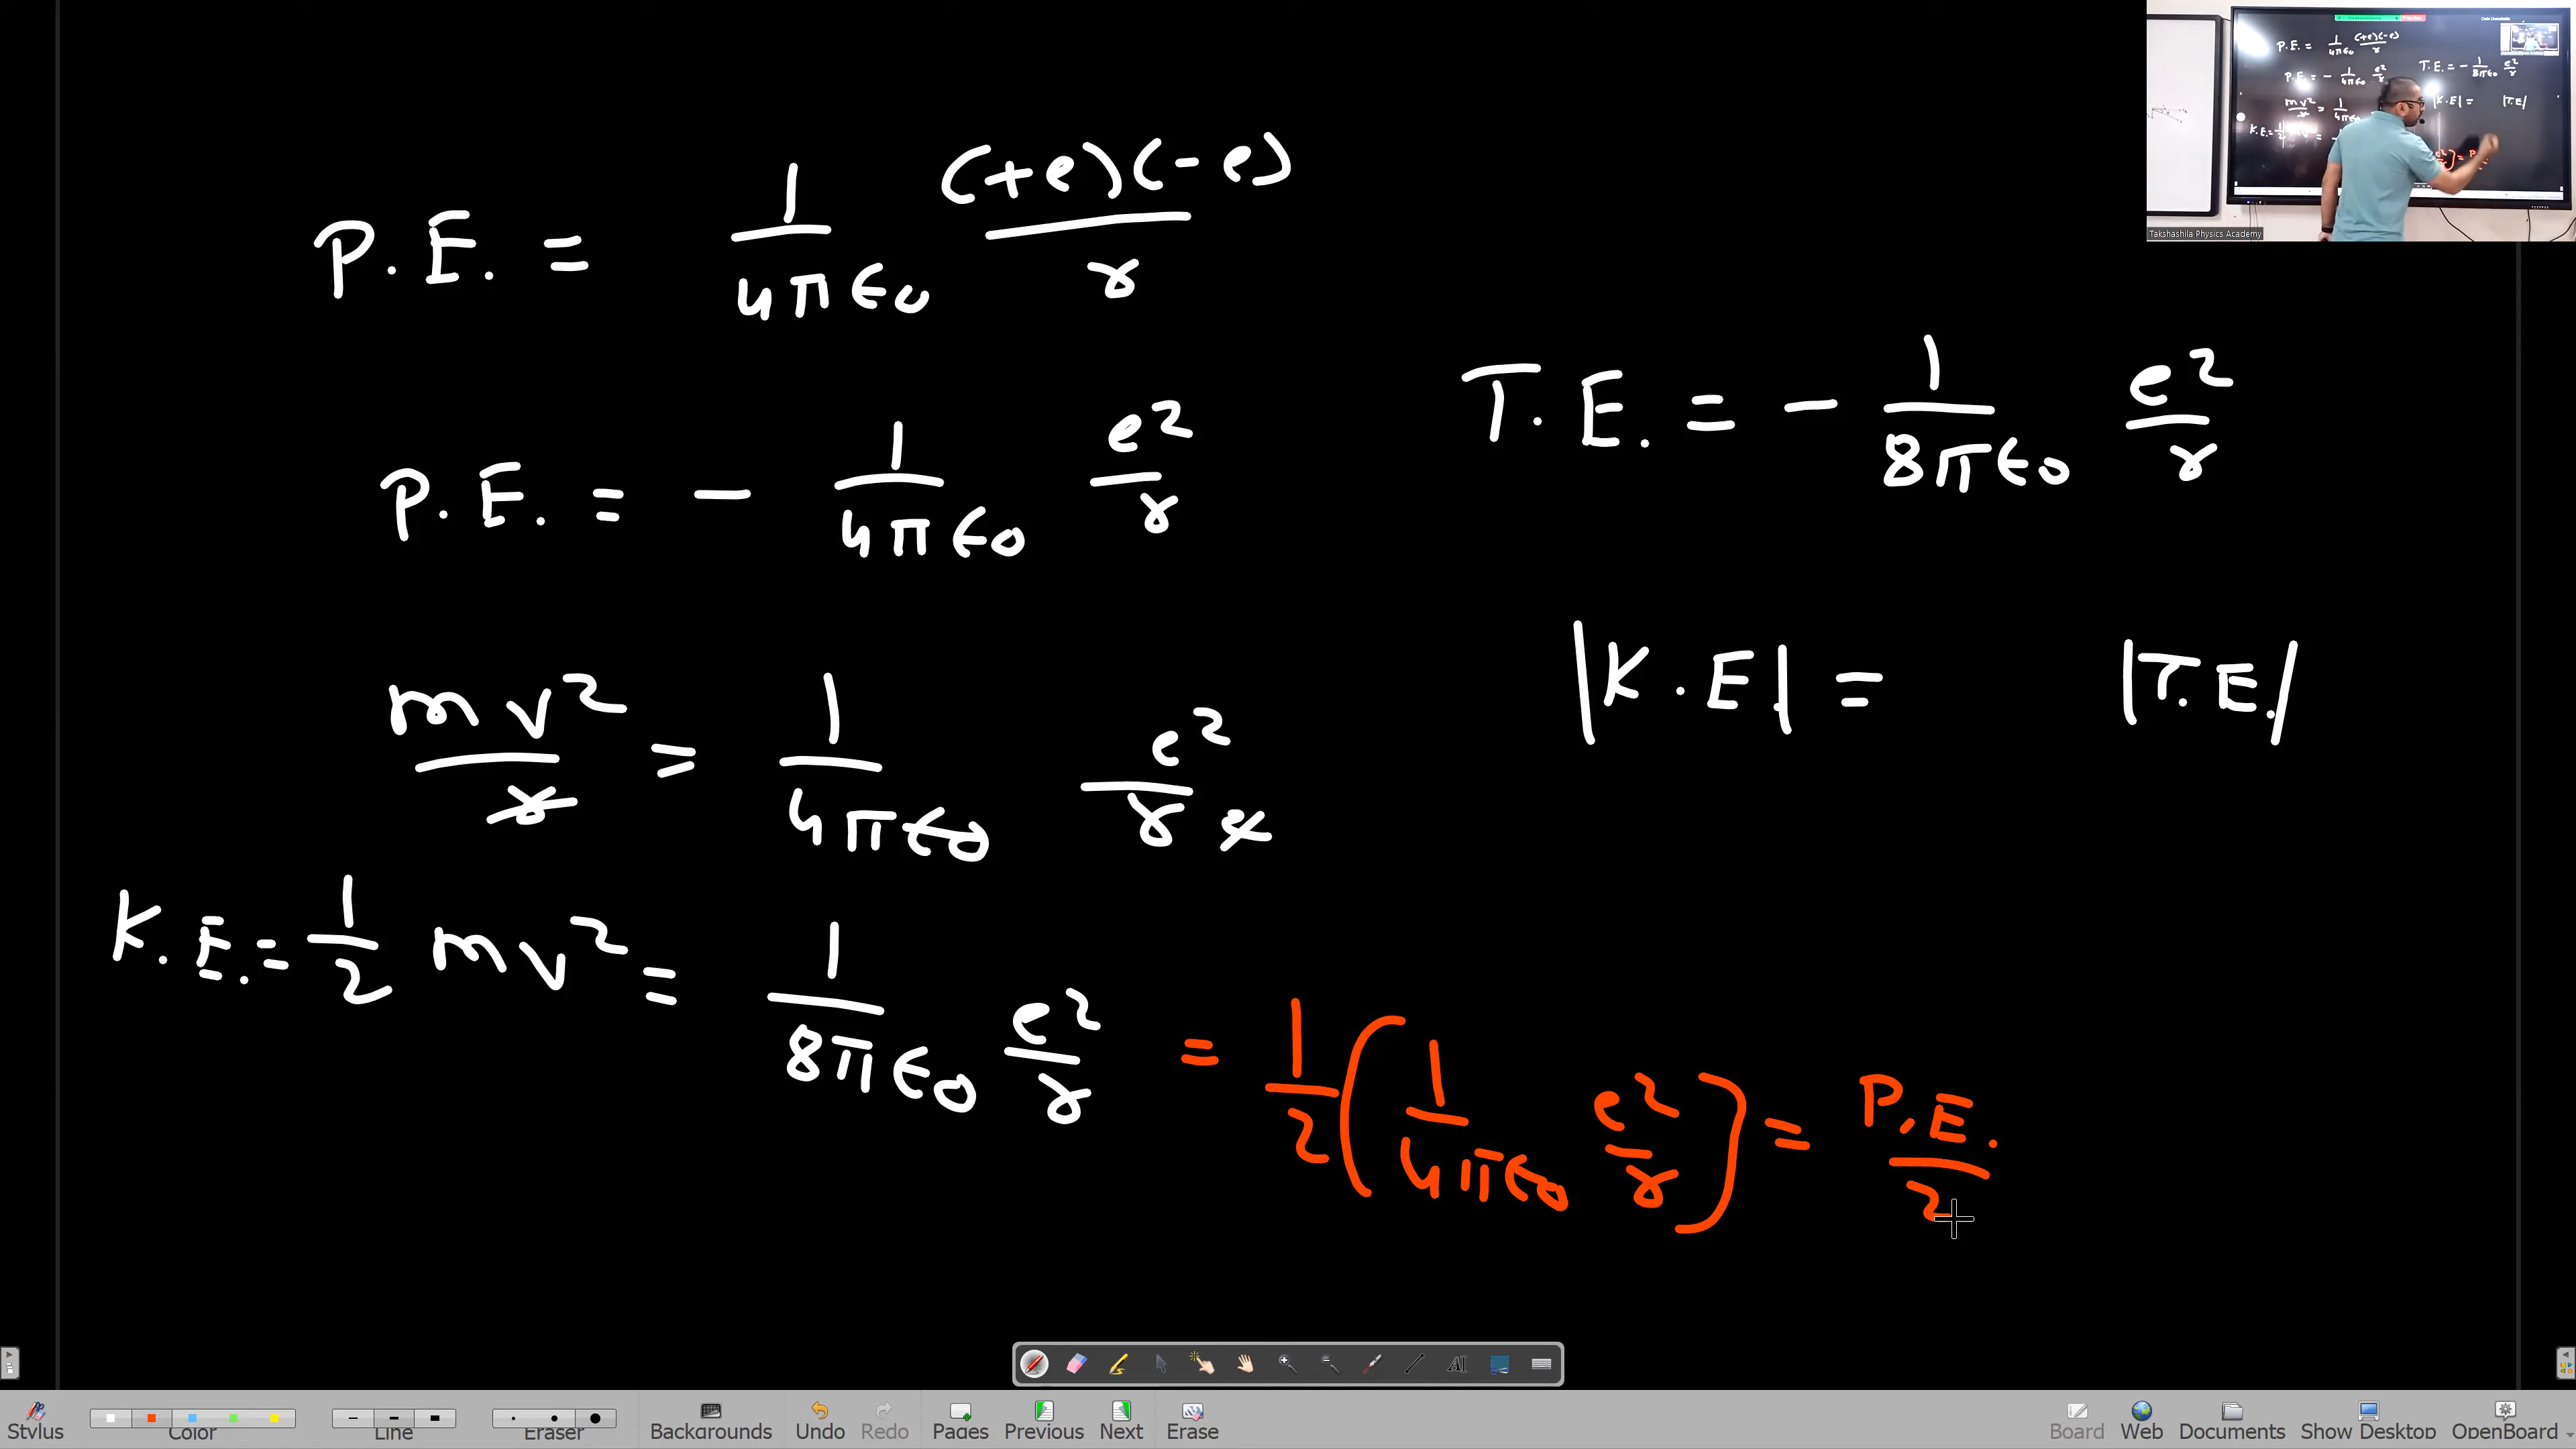 P.E. = 1/4πε0 (+e)(-e)/r
P.E. = - 1/4πε0 e²/r
mv²/r = 1/4πε0 e²/r r
K.E. = 1/2 mv² = 1/8πε0 e²/r = 1/2 (1/4πε0 e²/r) = P.E./2
T.E. = - 1/8πε0 e²/r
|K.E| = |T.E.|
Takshashila Physics Academy
Stylus Color Line Eraser Backgrounds Undo Redo Pages Previous Next Erase Board Web Documents Show Desktop OpenBoard